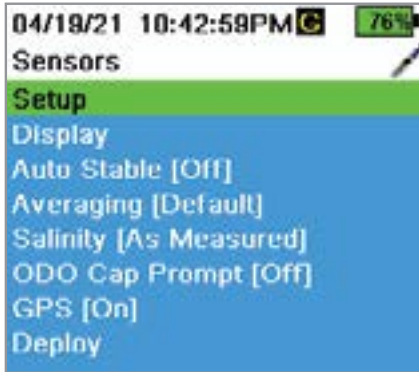 04/19/21 10:42:59PM G 76%
Sensors
Setup
Display
Auto Stable [Off]
Averaging [Default]
Salinity [As Measured]
ODO Cap Prompt [Off]
GPS [On]
Deploy